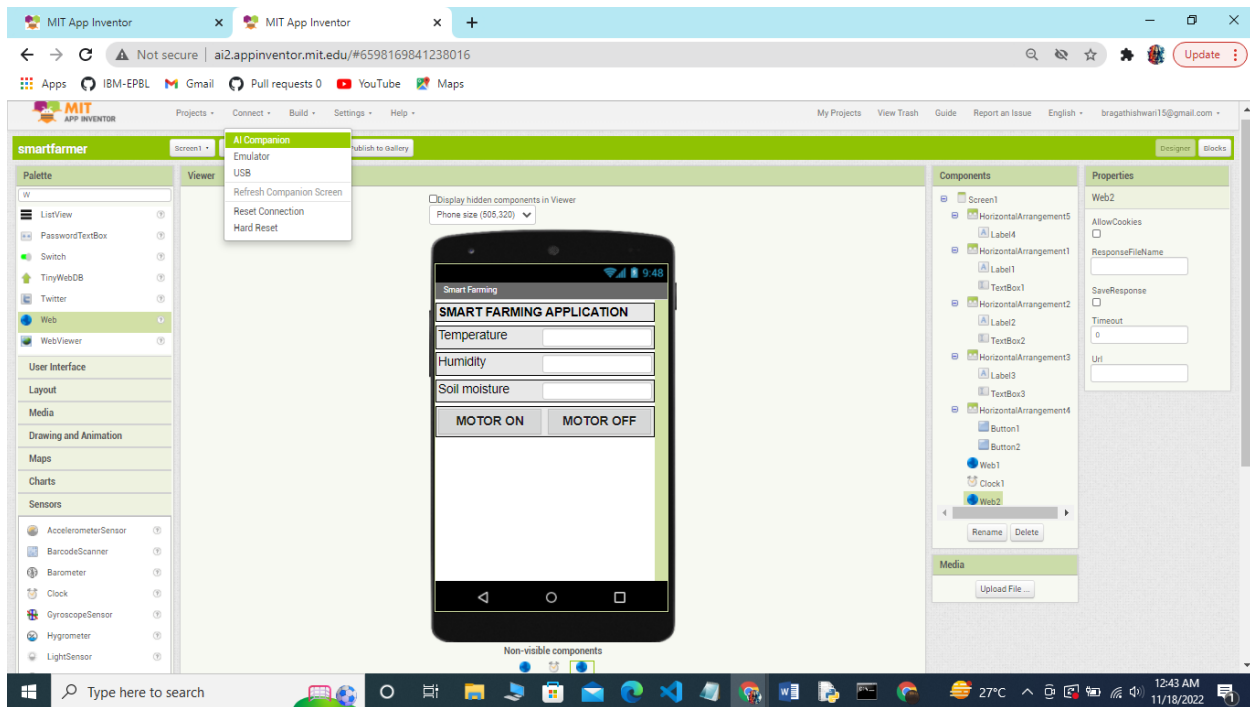 MIT App Inventor
MIT App Inventor
Not secure | ai2.appinventor.mit.edu/#6598169841238016
Update
Apps IBM-EPBL Gmail Pull requests 0 YouTube Maps
MIT
APP INVENTOR
Projects Connect Build Settings Help
My Projects View Trash Guide Report an Issue English bragathishwari15@gmail.com
smartfarmer
Screen1
Publish to Gallery
Designer Blocks
AI Companion
Emulator
USB
Refresh Companion Screen
Reset Connection
Hard Reset
Palette
W
ListView
PasswordTextBox
Switch
TinyWebDB
Twitter
Web
WebViewer
User Interface
Layout
Media
Drawing and Animation
Maps
Charts
Sensors
AccelerometerSensor
BarcodeScanner
Barometer
Clock
GyroscopeSensor
Hygrometer
LightSensor
Viewer
Display hidden components in Viewer
Phone size (505,320)
9:48
Smart Farming
SMART FARMING APPLICATION
Temperature
Humidity
Soil moisture
MOTOR ON MOTOR OFF
Non-visible components
Components
Screen1
HorizontalArrangement5
Label4
HorizontalArrangement1
Label1
TextBox1
HorizontalArrangement2
Label2
TextBox2
HorizontalArrangement3
Label3
TextBox3
HorizontalArrangement4
Button1
Button2
Web1
Clock1
Web2
Rename Delete
Media
Upload File ...
Properties
Web2
AllowCookies
ResponseFileName
SaveResponse
Timeout
0
Url
Type here to search
27°C
12:43 AM
11/18/2022